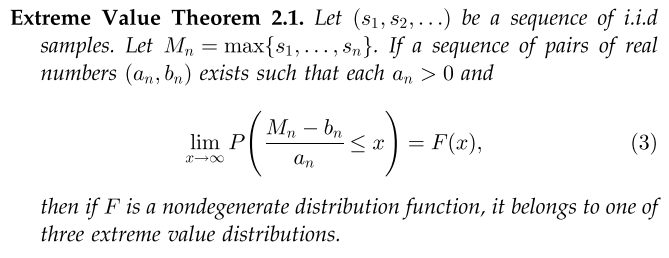 Extreme Value Theorem 2.1. Let (s₁, s₂, . . .) be a sequence of i.i.d
samples. Let Mₙ = max{s₁, . . . , sₙ}. If a sequence of pairs of real
numbers (aₙ, bₙ) exists such that each aₙ > 0 and
lim_{x→∞} P( (Mₙ − bₙ) / aₙ ≤ x ) = F(x), (3)
then if F is a nondegenerate distribution function, it belongs to one of
three extreme value distributions.